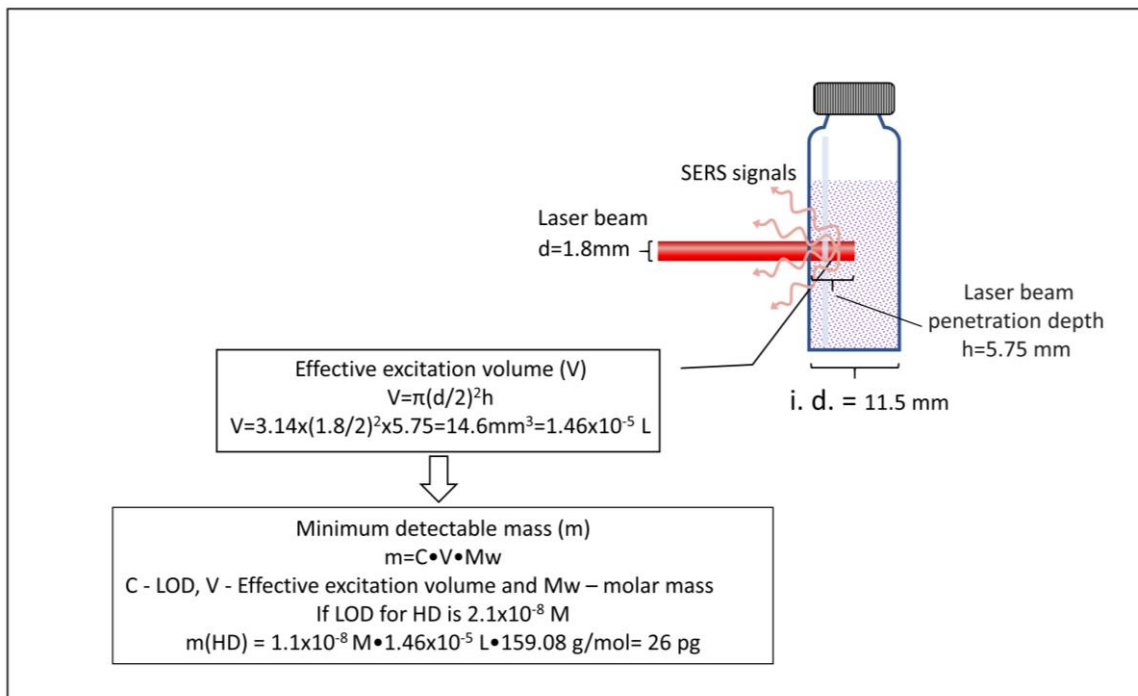 SERS signals
Laser beam
d=1.8mm
Laser beam
penetration depth
h=5.75 mm
i. d. = 11.5 mm
Effective excitation volume (V)
V=π(d/2)²h
V=3.14x(1.8/2)²x5.75=14.6mm³=1.46x10⁻⁵ L
Minimum detectable mass (m)
m=C•V•Mw
C - LOD, V - Effective excitation volume and Mw – molar mass
If LOD for HD is 2.1x10⁻⁸ M
m(HD) = 1.1x10⁻⁸ M•1.46x10⁻⁵ L•159.08 g/mol= 26 pg